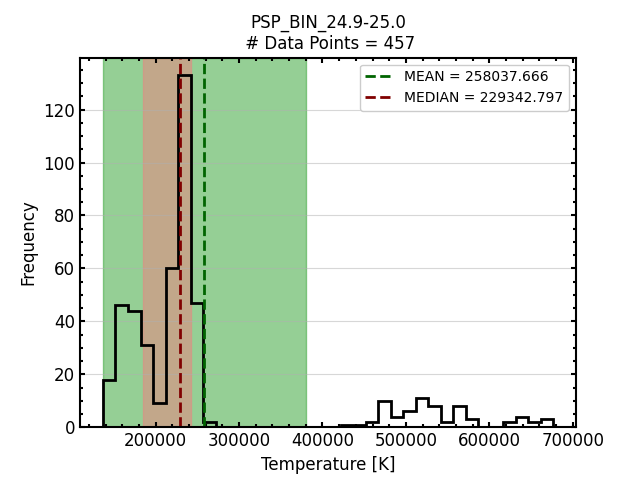 PSP_BIN_24.9-25.0
# Data Points = 457
MEAN = 258037.666
MEDIAN = 229342.797
Frequency
120
100
80
60
40
20
0
200000 300000 400000 500000 600000 700000
Temperature [K]